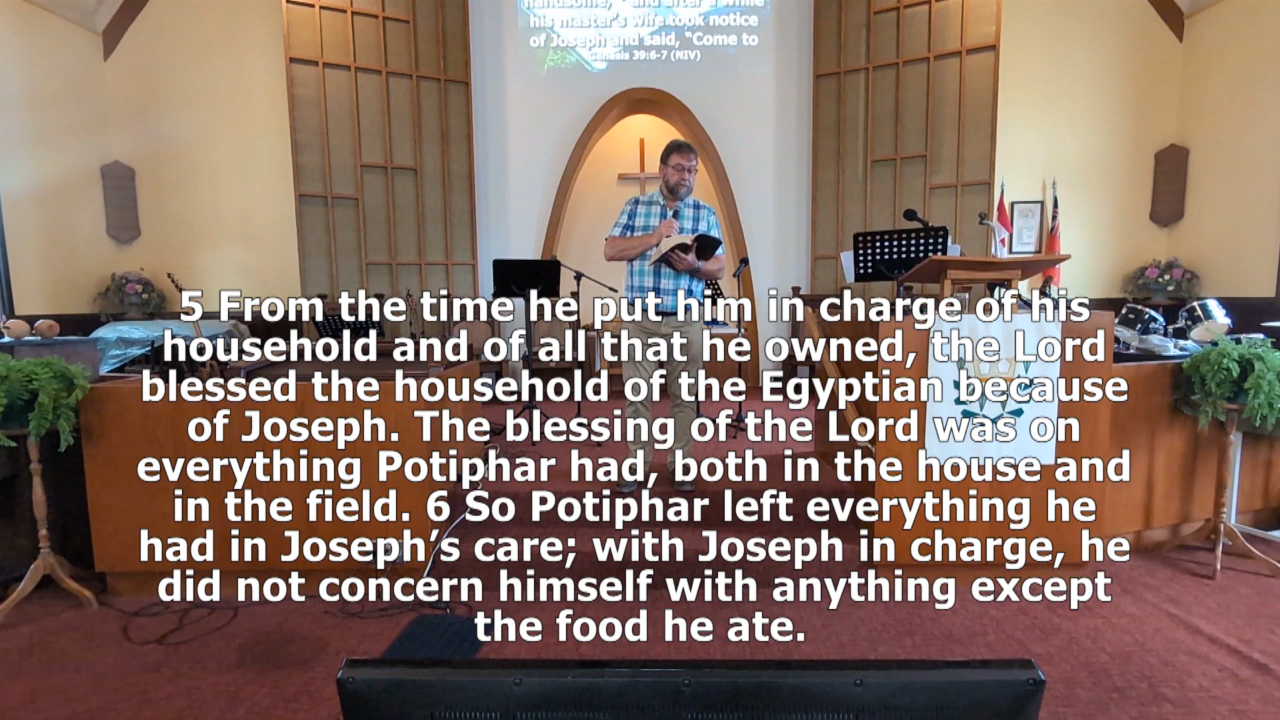 handsome, and after a while
his master's wife took notice
of Joseph and said, "Come to
Genesis 39:6-7 (NIV)
5 From the time he put him in charge of his
household and of all that he owned, the Lord
blessed the household of the Egyptian because
of Joseph. The blessing of the Lord was on
everything Potiphar had, both in the house and
in the field. 6 So Potiphar left everything he
had in Joseph’s care; with Joseph in charge, he
did not concern himself with anything except
the food he ate.